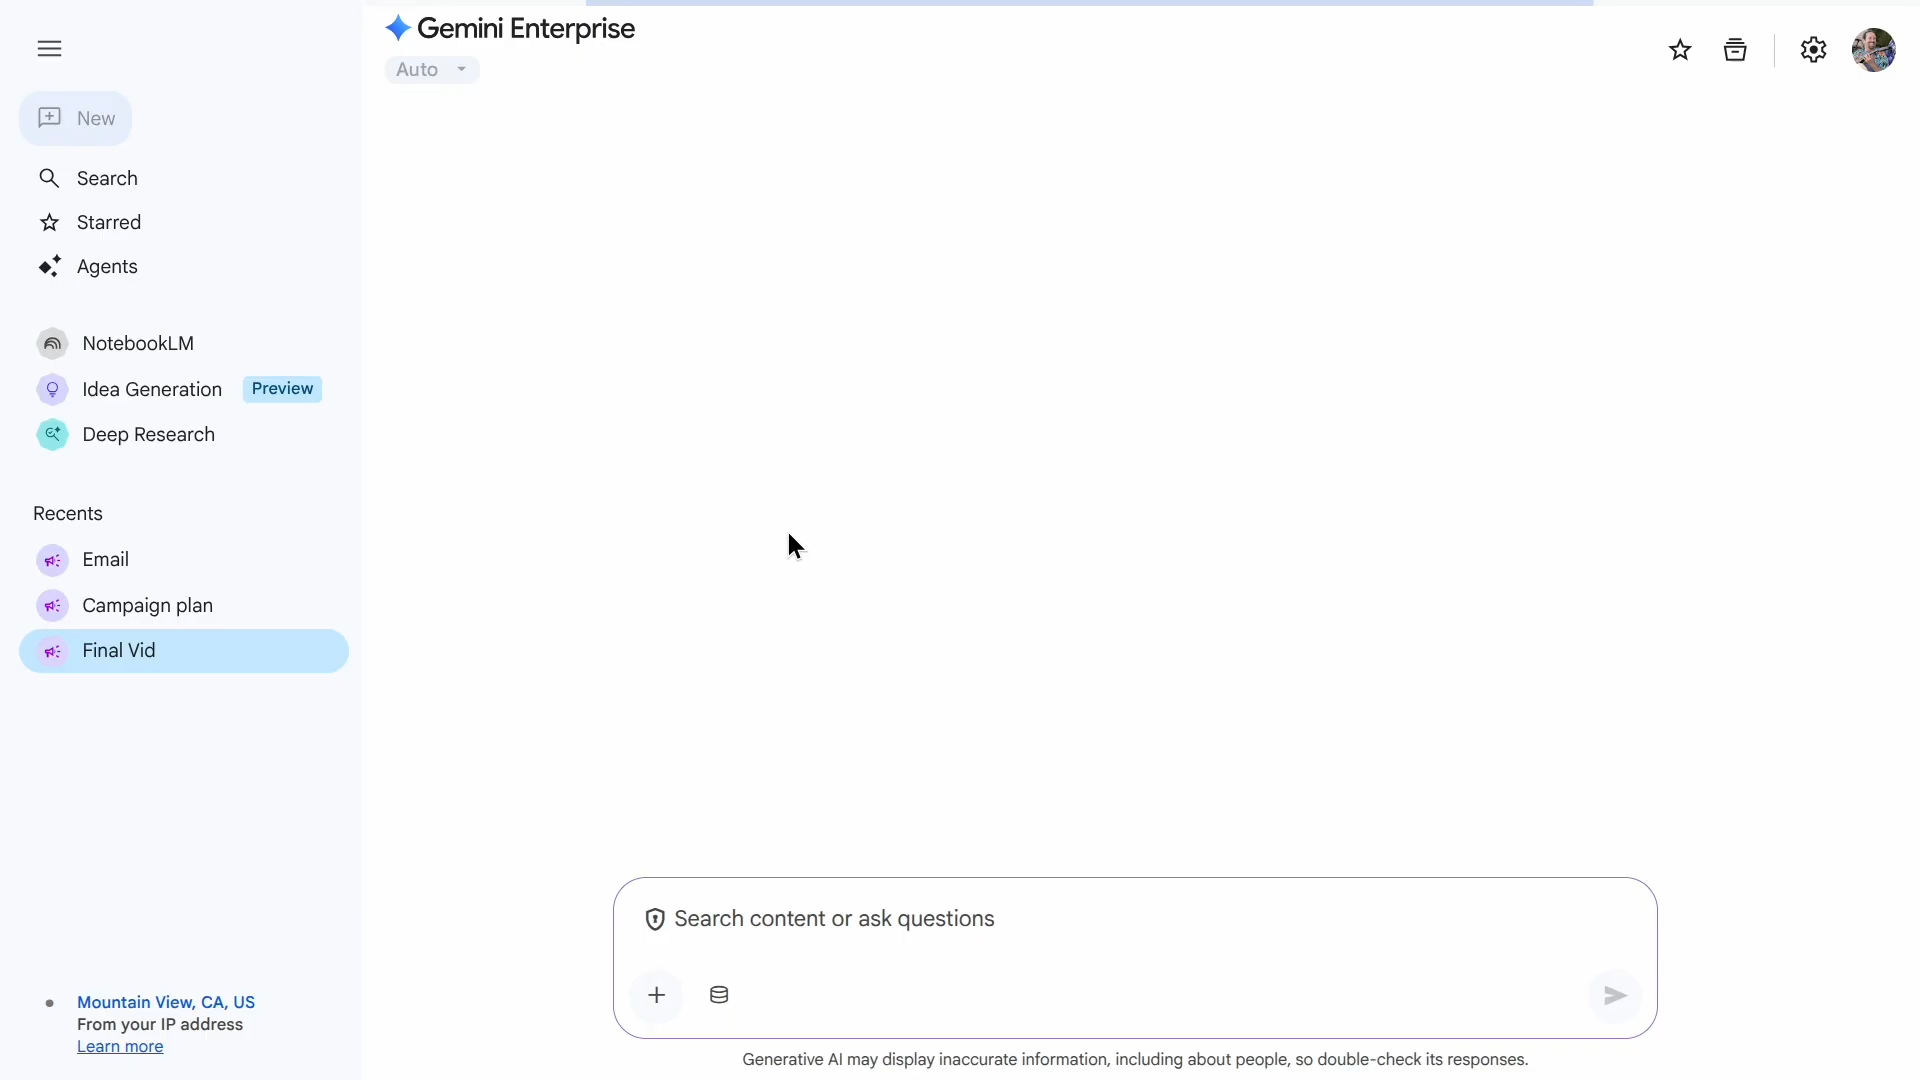 Gemini Enterprise
Auto
New
Search
Starred
Agents
NotebookLM
Idea Generation Preview
Deep Research
Recents
Email
Campaign plan
Final Vid
Search content or ask questions
Mountain View, CA, US
From your IP address
Learn more
Generative AI may display inaccurate information, including about people, so double-check its responses.